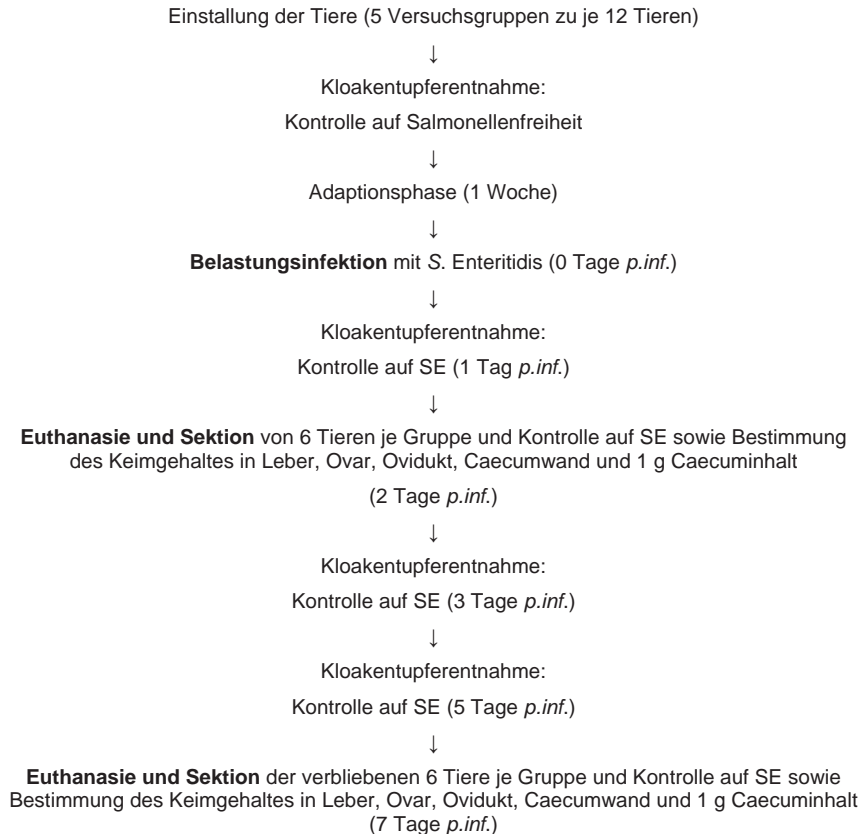 Einstallung der Tiere (5 Versuchsgruppen zu je 12 Tieren)
↓
Kloakentupferentnahme:
Kontrolle auf Salmonellenfreiheit
↓
Adaptionsphase (1 Woche)
↓
Belastungsinfektion mit S. Enteritidis (0 Tage p.inf.)
↓
Kloakentupferentnahme:
Kontrolle auf SE (1 Tag p.inf.)
↓
Euthanasie und Sektion von 6 Tieren je Gruppe und Kontrolle auf SE sowie Bestimmung
des Keimgehaltes in Leber, Ovar, Ovidukt, Caecumwand und 1 g Caecuminhalt
(2 Tage p.inf.)
↓
Kloakentupferentnahme:
Kontrolle auf SE (3 Tage p.inf.)
↓
Kloakentupferentnahme:
Kontrolle auf SE (5 Tage p.inf.)
↓
Euthanasie und Sektion der verbliebenen 6 Tiere je Gruppe und Kontrolle auf SE sowie
Bestimmung des Keimgehaltes in Leber, Ovar, Ovidukt, Caecumwand und 1 g Caecuminhalt
(7 Tage p.inf.)